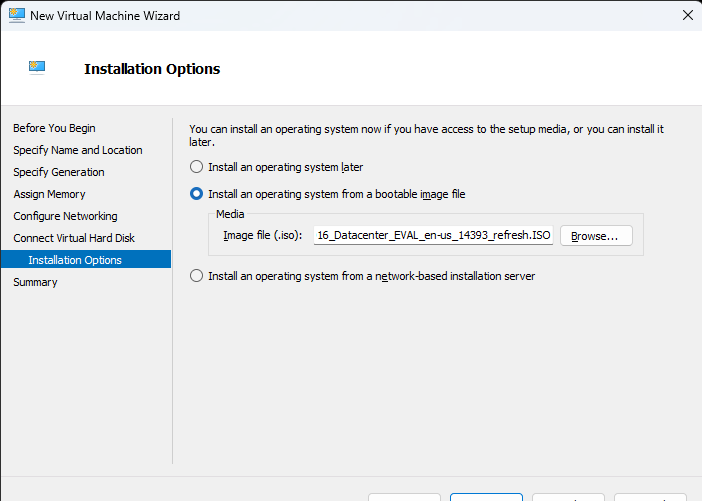 New Virtual Machine Wizard
Installation Options
Before You Begin
Specify Name and Location
Specify Generation
Assign Memory
Configure Networking
Connect Virtual Hard Disk
Installation Options
Summary
You can install an operating system now if you have access to the setup media, or you can install it
later.
Install an operating system later
Install an operating system from a bootable image file
Media
Image file (.iso):
16_Datacenter_EVAL_en-us_14393_refresh.ISO
Browse...
Install an operating system from a network-based installation server